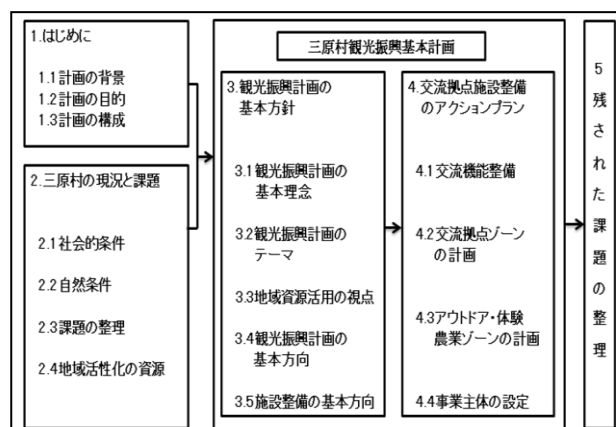 1.はじめに
1.1計画の背景
1.2計画の目的
1.3計画の構成
2.三原村の現況と課題
2.1社会的条件
2.2自然条件
2.3課題の整理
2.4地域活性化の資源
三原村観光振興基本計画
3.観光振興計画の
基本方針
3.1観光振興計画の
基本理念
3.2観光振興計画の
テーマ
3.3地域資源活用の視点
3.4観光振興計画の
基本方向
3.5施設整備の基本方向
4.交流拠点施設整備
のアクションプラン
4.1交流機能整備
4.2交流拠点ゾーン
の計画
4.3アウトドア・体験
農業ゾーンの計画
4.4事業主体の設定
5残された課題の整理